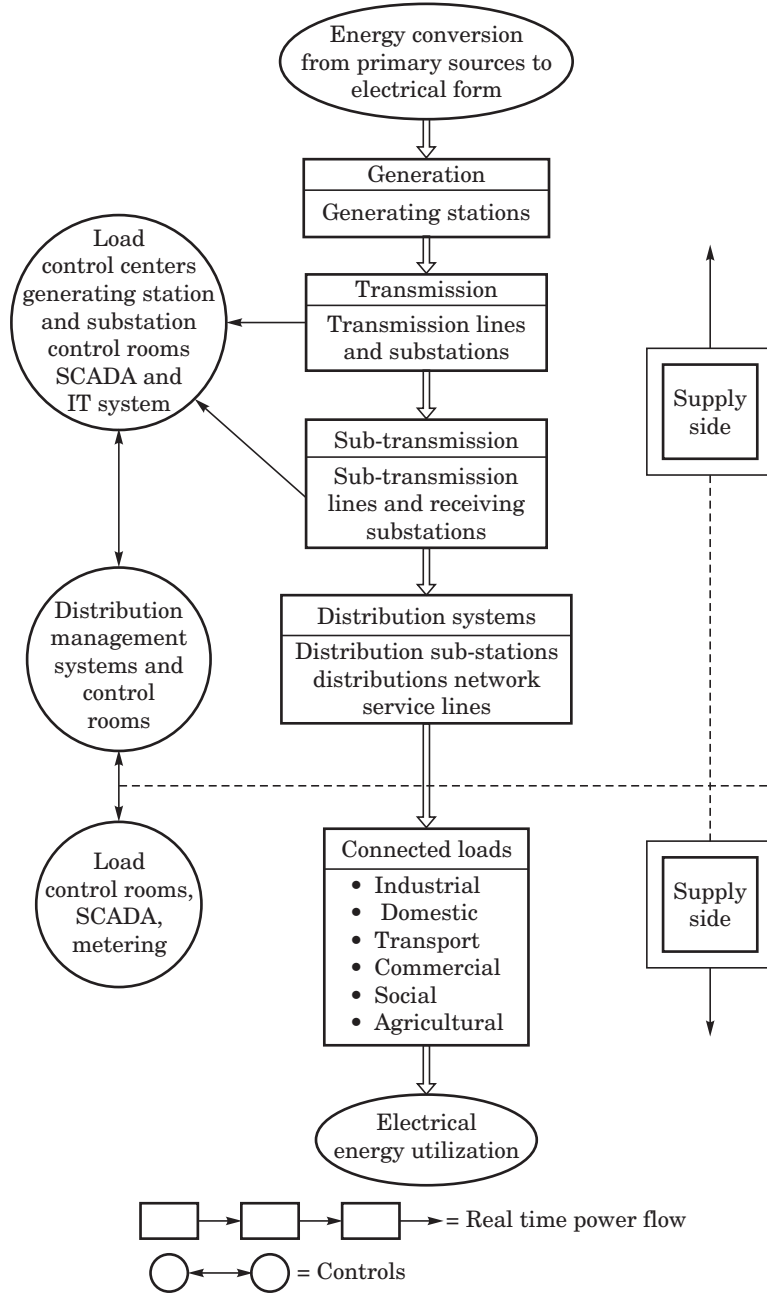 Energy conversion
from primary sources to
electrical form
Generation
Generating stations
Load
control centers
generating station
and substation
control rooms
SCADA and
IT system
Transmission
Transmission lines
and substations
Supply
side
Sub-transmission
Sub-transmission
lines and receiving
substations
Distribution
management
systems and
control
rooms
Distribution systems
Distribution sub-stations
distributions network
service lines
Load
control rooms,
SCADA,
metering
Connected loads
• Industrial
• Domestic
• Transport
• Commercial
• Social
• Agricultural
Supply
side
Electrical
energy utilization
= Real time power flow
= Controls